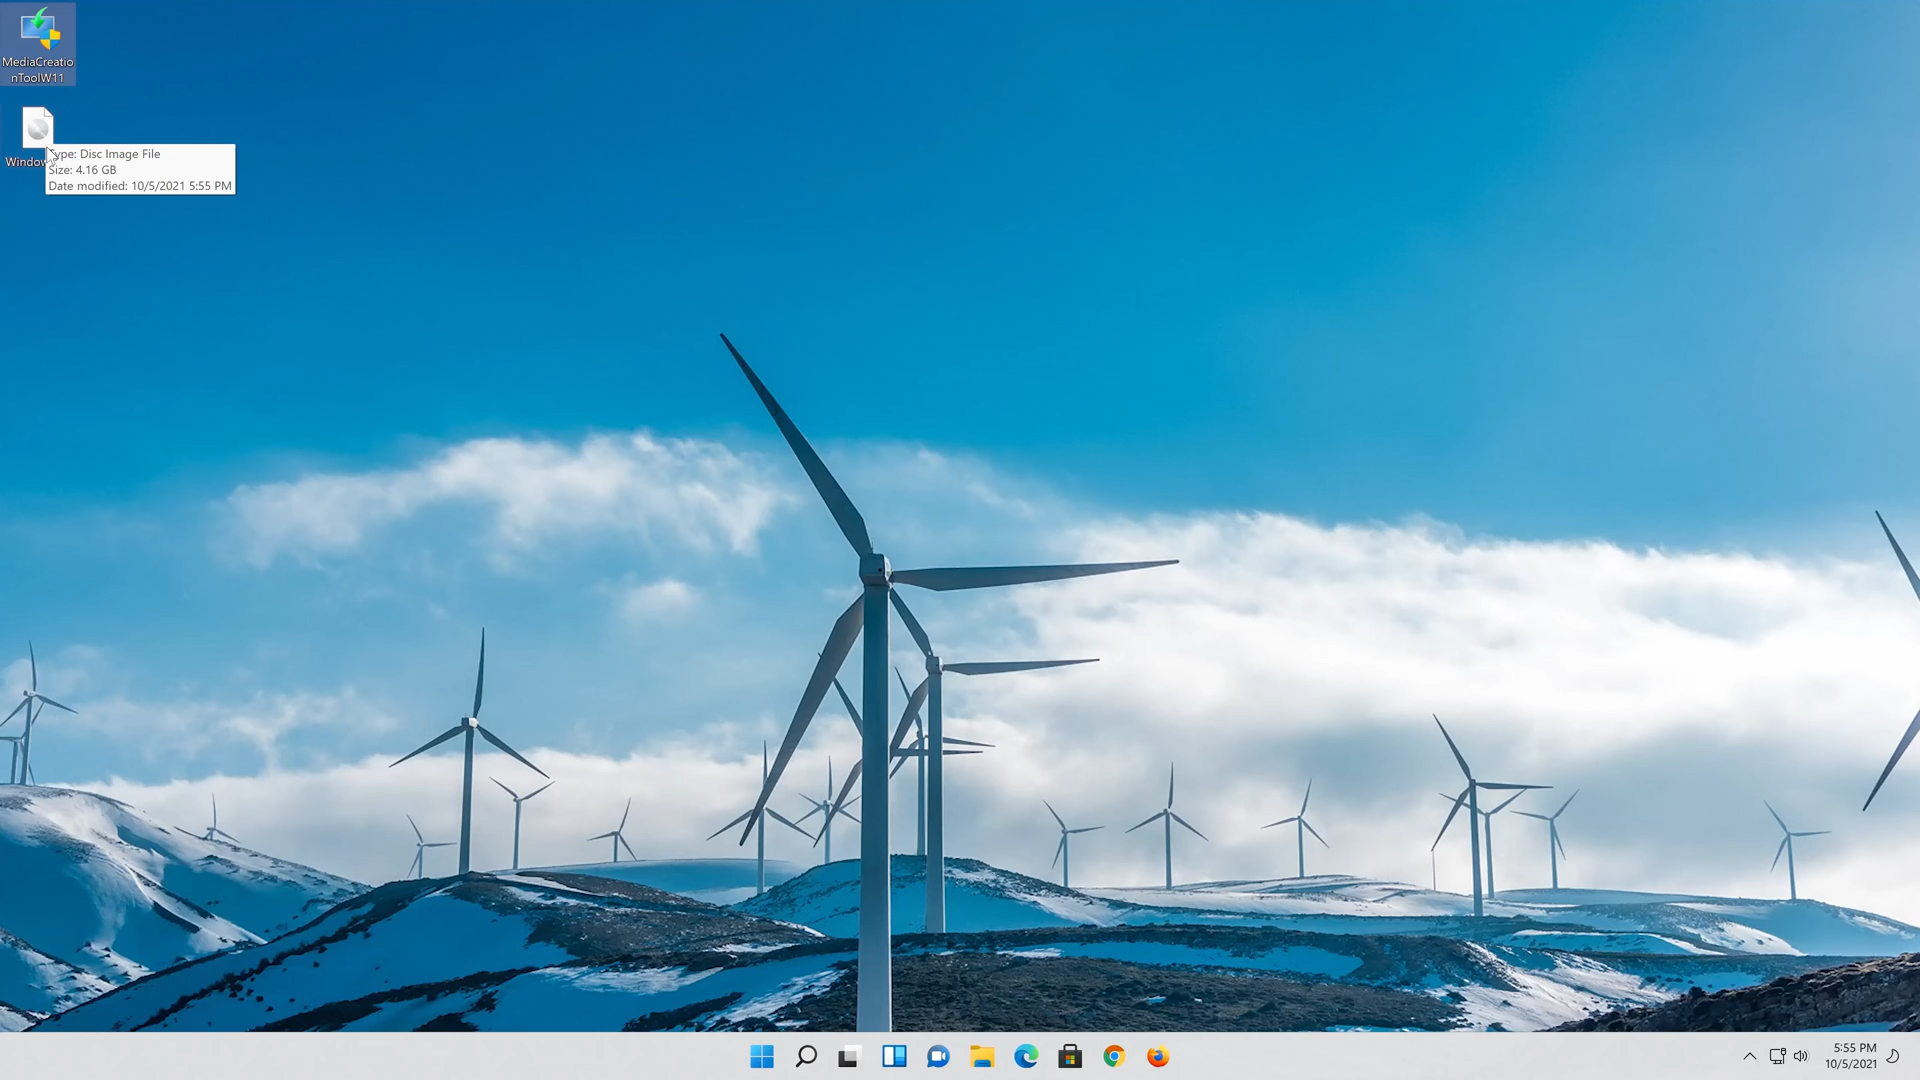 MediaCreatio
nToolW11
Window
ype: Disc Image File
Size: 4.16 GB
Date modified: 10/5/2021 5:55 PM
5:55 PM
10/5/2021